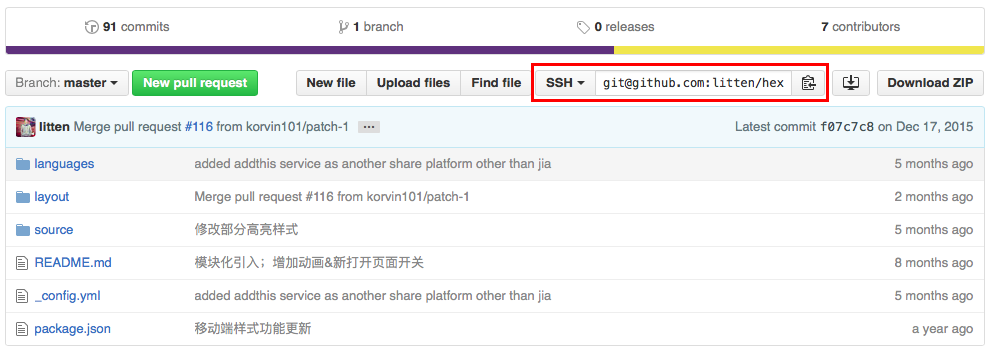 91 commits 1 branch 0 releases 7 contributors
Branch: master New pull request New file Upload files Find file SSH git@github.com:litten/hex Download ZIP
litten Merge pull request #116 from korvin101/patch-1 ... Latest commit f07c7c8 on Dec 17, 2015
languages added addthis service as another share platform other than jia 5 months ago
layout Merge pull request #116 from korvin101/patch-1 2 months ago
source 修改部分高亮样式 5 months ago
README.md 模块化引入；增加动画&新打开页面开关 8 months ago
_config.yml added addthis service as another share platform other than jia 5 months ago
package.json 移动端样式功能更新 a year ago